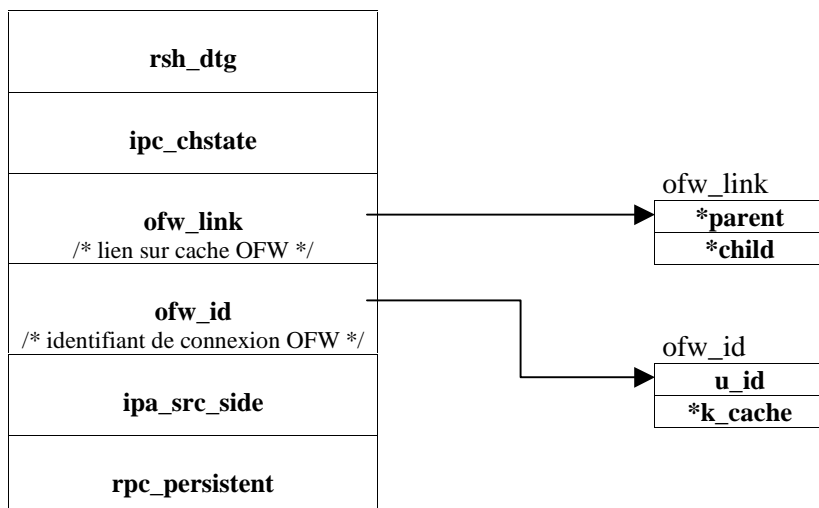 rsh_dtg
ipc_chstate
ofw_link
/* lien sur cache OFW */
ofw_id
/* identifiant de connexion OFW */
ipa_src_side
rpc_persistent
ofw_link
*parent
*child
ofw_id
u_id
*k_cache